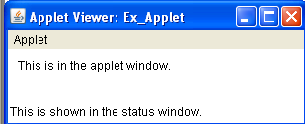 Applet Viewer: Ex_Applet
Applet
This is in the applet window.
This is shown in the status window.